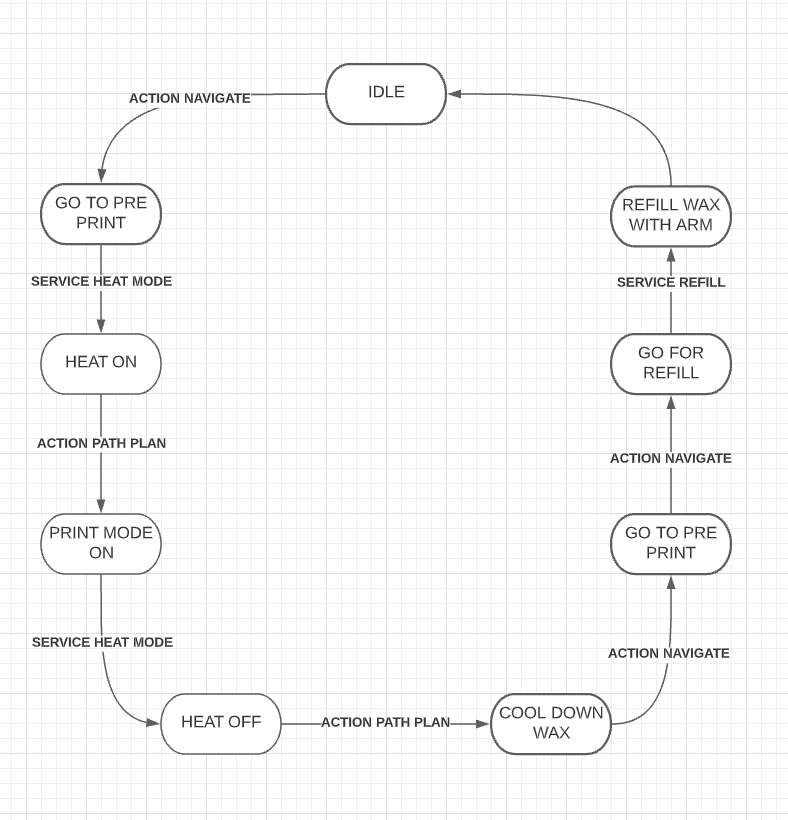 IDLE
ACTION NAVIGATE
GO TO PRE
PRINT
SERVICE HEAT MODE
HEAT ON
ACTION PATH PLAN
PRINT MODE
ON
SERVICE HEAT MODE
HEAT OFF
ACTION PATH PLAN
COOL DOWN
WAX
ACTION NAVIGATE
GO TO PRE
PRINT
ACTION NAVIGATE
GO FOR
REFILL
SERVICE REFILL
REFILL WAX
WITH ARM